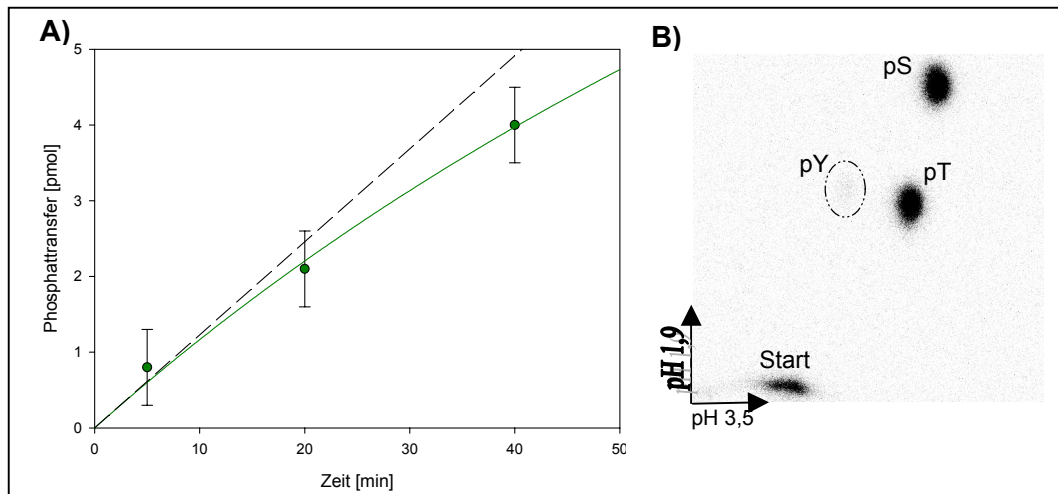 A)
5
4
3
2
1
0
Phosphattransfer [pmol]
0 10 20 30 40 50
Zeit [min]
B)
pS
pY
pT
Start
pH 1,9
pH 3,5